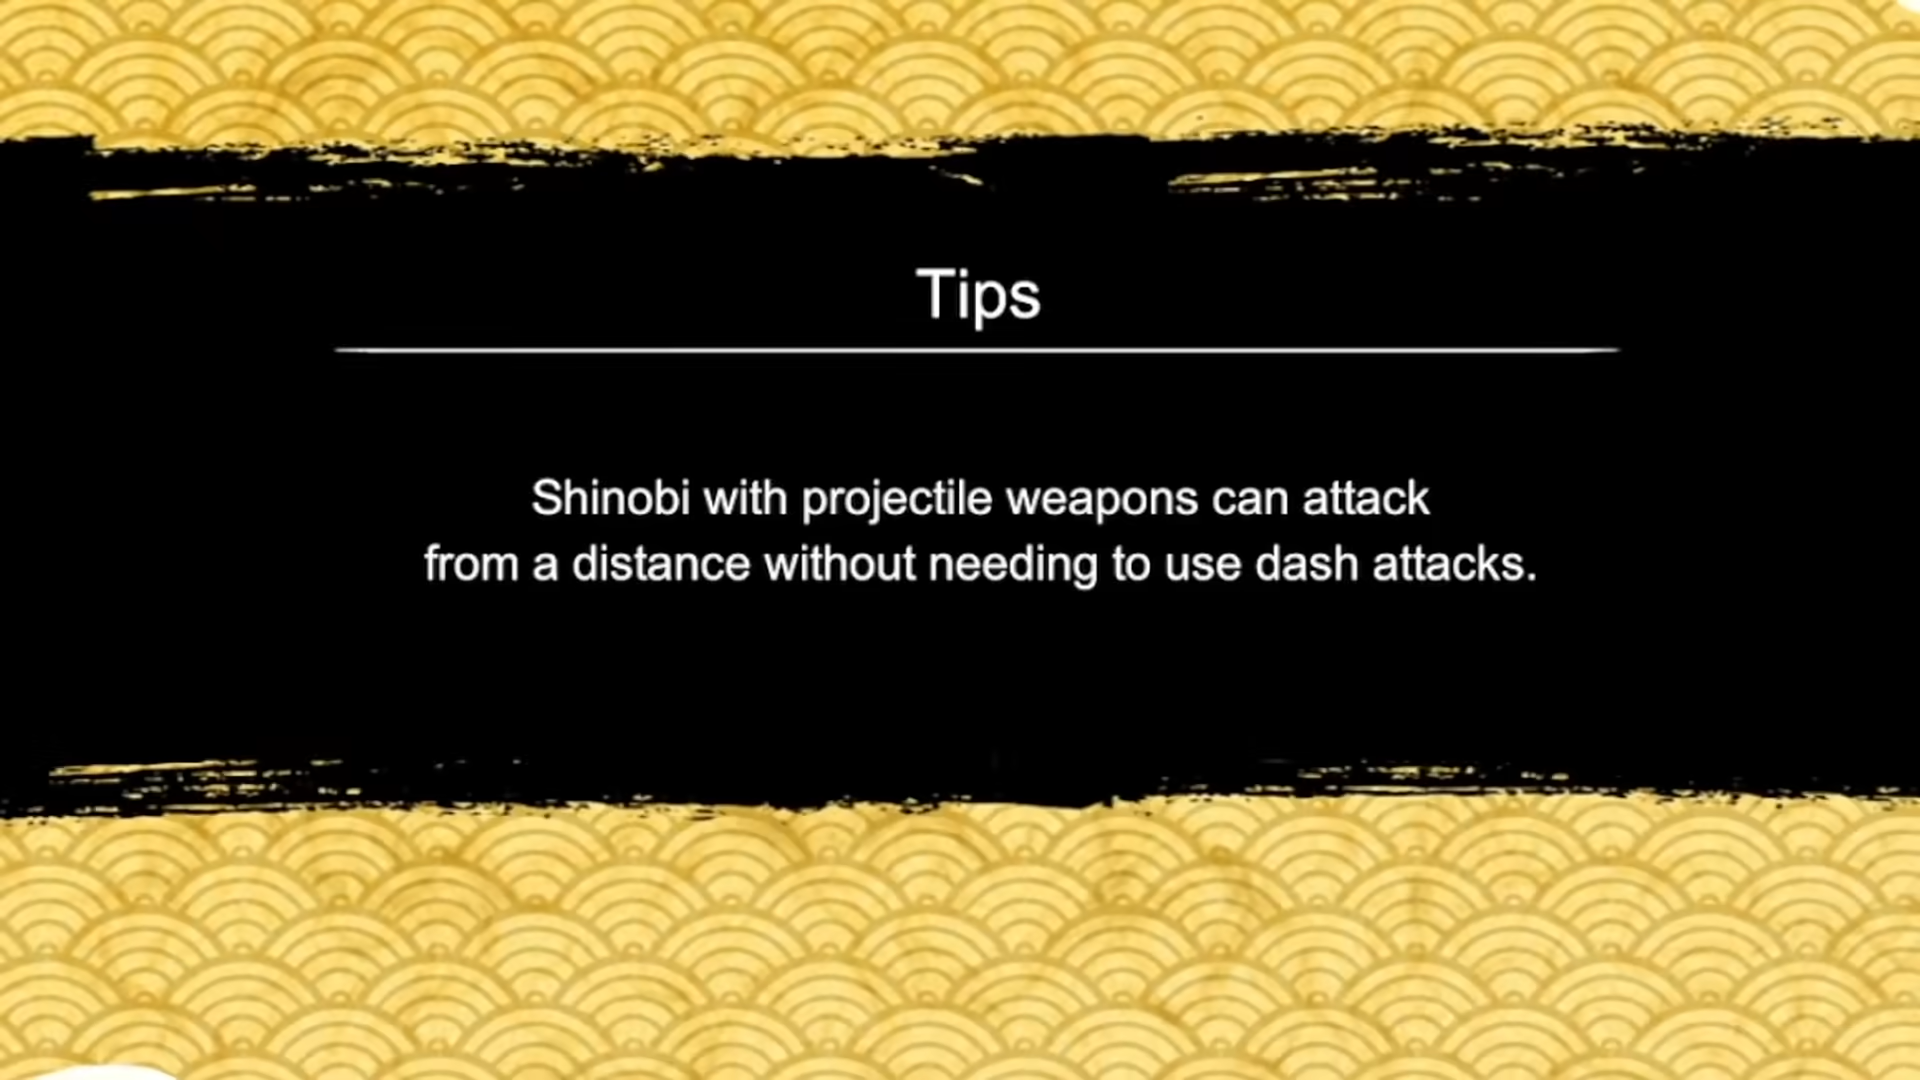 Tips
Shinobi with projectile weapons can attack
from a distance without needing to use dash attacks.